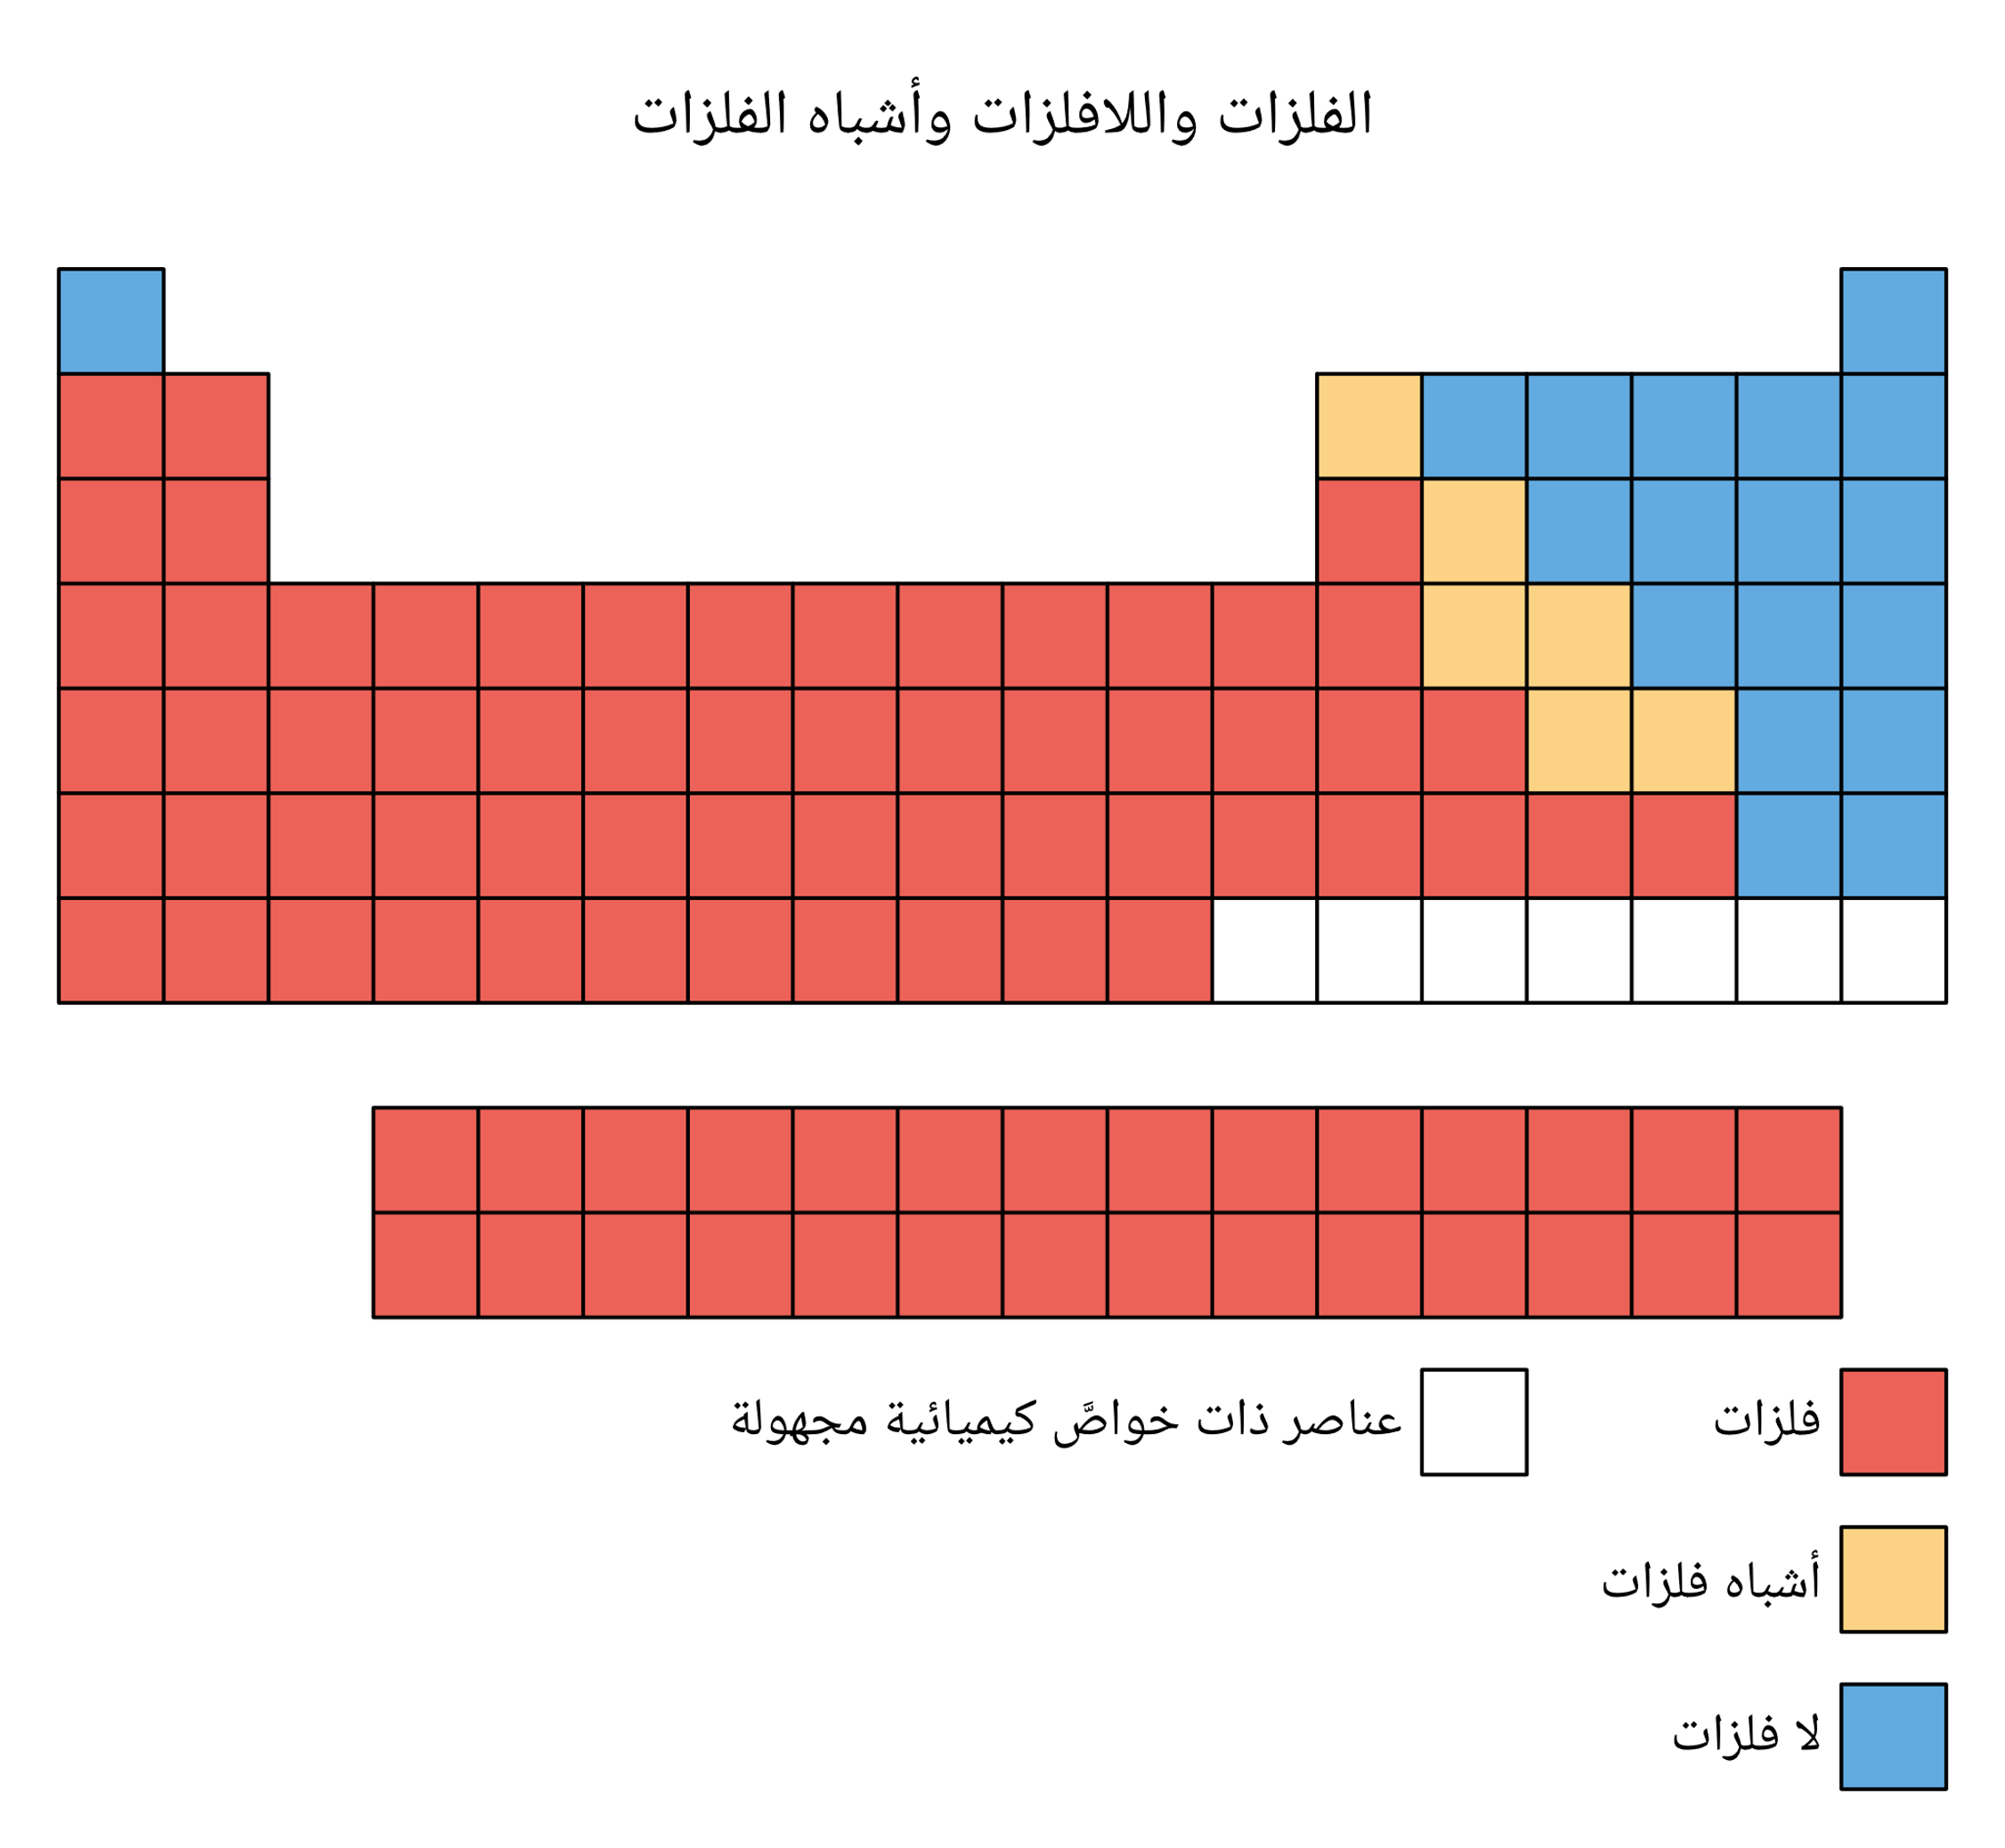 الفلزات واللافلزات وأشباه الفلزات
فلزات
عناصر ذات خواصَّ كيميائية مجهولة
أشباه فلزات
لا فلزات